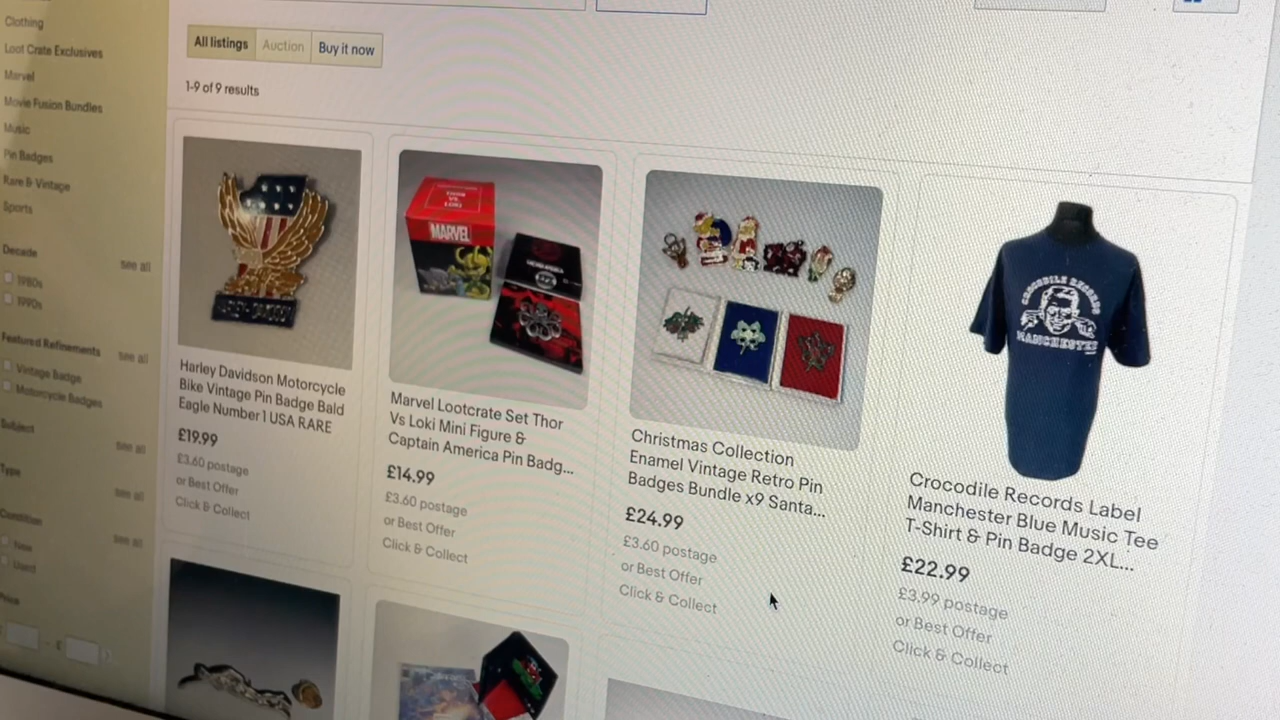 Clothing
Loot Crate Exclusives
Marvel
Movie Fusion Bundles
Music
Pin Badges
Rare & Vintage
Sports
Decade
see all
1980s
1990s
Featured Refinements
see all
Vintage Badge
Motorcycle Badges
Subject
see all
Type
see all
Condition
see all
New
Used
Price
£
All listings
Auction
Buy it now
1-9 of 9 results
Harley Davidson Motorcycle
Bike Vintage Pin Badge Bald
Eagle Number 1 USA RARE
£19.99
£3.60 postage
or Best Offer
Click & Collect
THOR
VS.
LOKI
MARVEL
Marvel Lootcrate Set Thor
Vs Loki Mini Figure &
Captain America Pin Badg...
£14.99
£3.60 postage
or Best Offer
Click & Collect
Christmas Collection
Enamel Vintage Retro Pin
Badges Bundle x9 Santa...
£24.99
£3.60 postage
or Best Offer
Click & Collect
CROCODILE RECORDS
MANCHESTER
Crocodile Records Label
Manchester Blue Music Tee
T-Shirt & Pin Badge 2XL...
£22.99
£3.99 postage
or Best Offer
Click & Collect